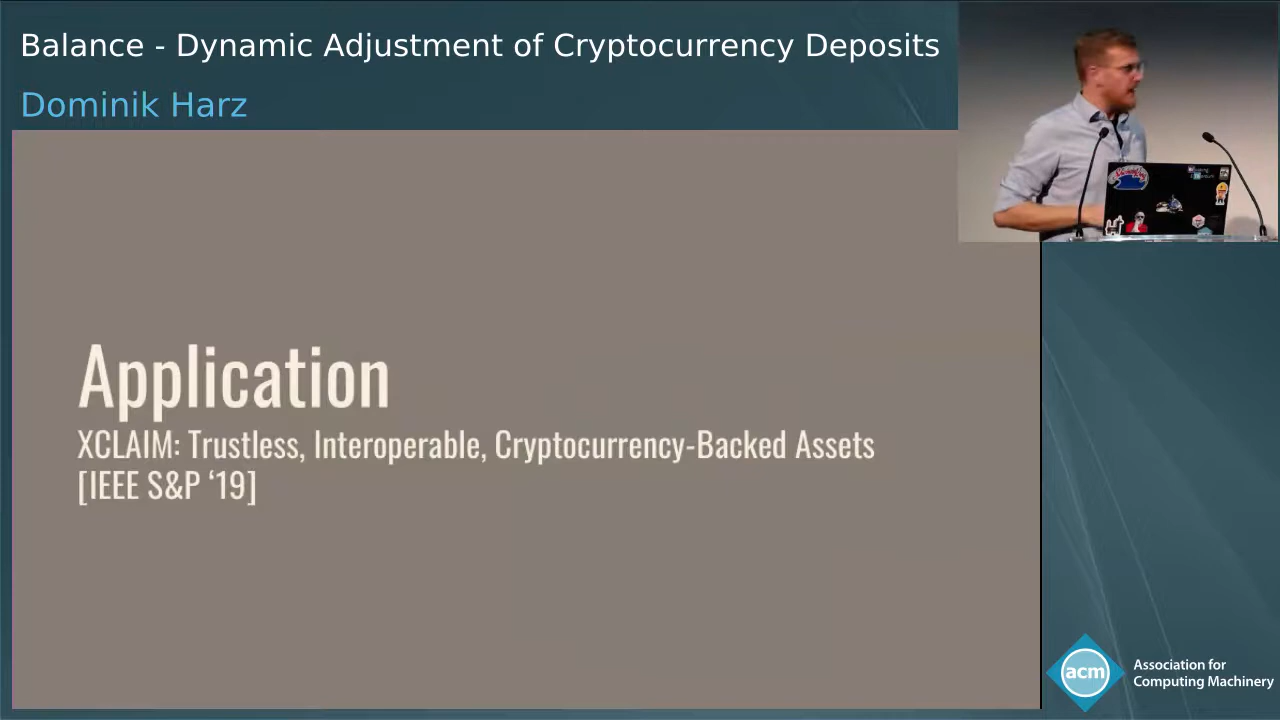 Balance - Dynamic Adjustment of Cryptocurrency Deposits
Dominik Harz
Application
XCLAIM: Trustless, Interoperable, Cryptocurrency-Backed Assets
[IEEE S&P ‘19]
acm
Association for
Computing Machinery